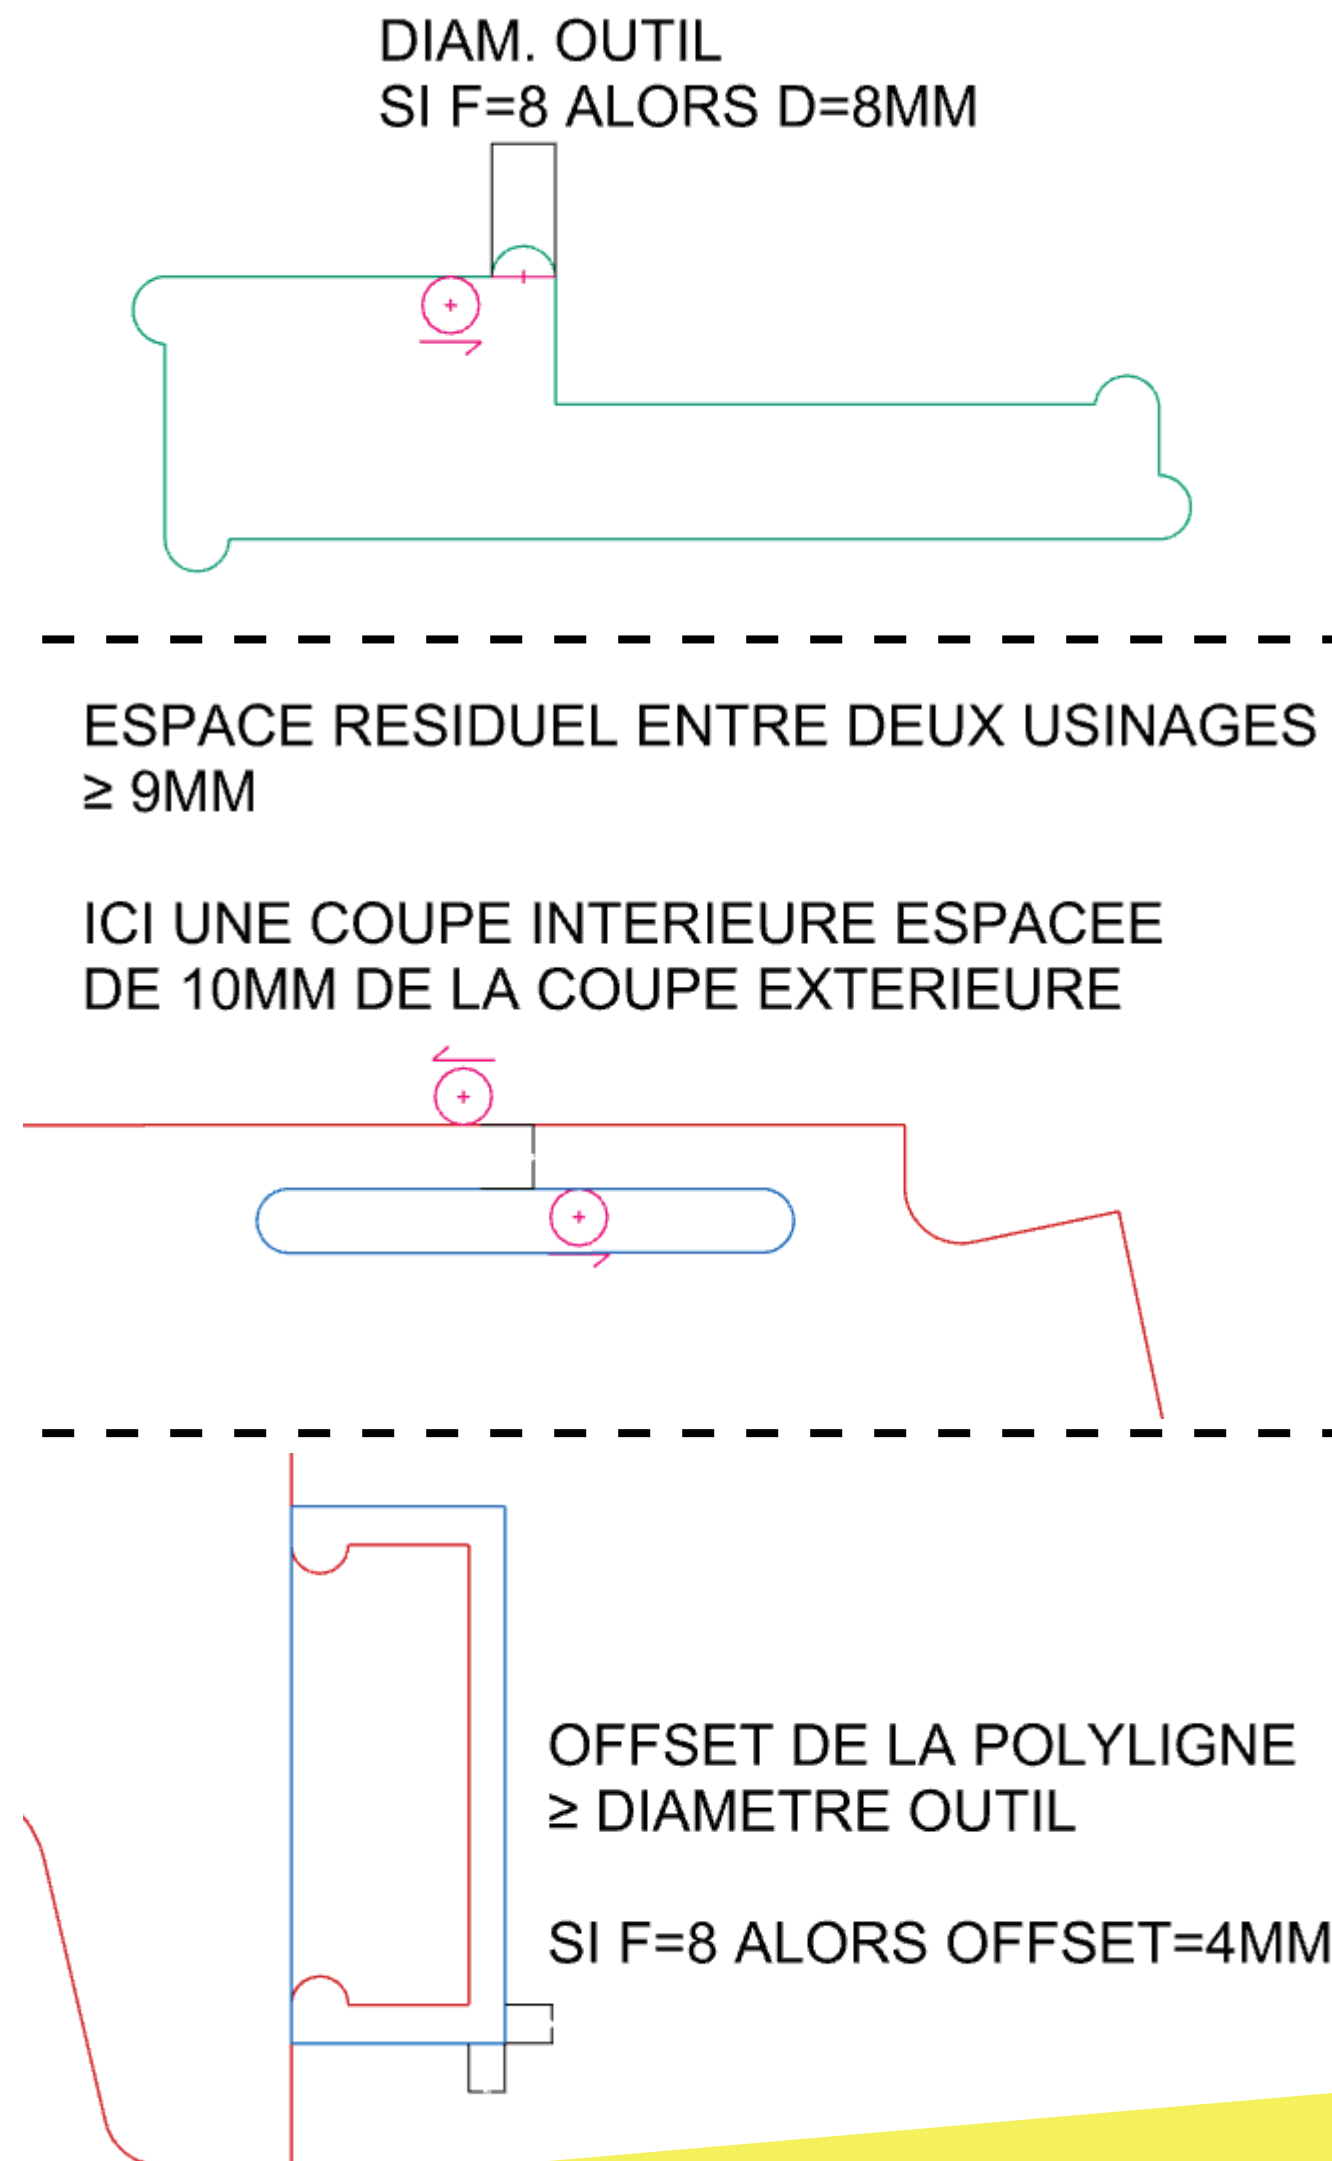 DIAM. OUTIL
SI F=8 ALORS D=8MM
ESPACE RESIDUEL ENTRE DEUX USINAGES
≥ 9MM
ICI UNE COUPE INTERIEURE ESPACEE
DE 10MM DE LA COUPE EXTERIEURE
OFFSET DE LA POLYLIGNE
≥ DIAMETRE OUTIL
SI F=8 ALORS OFFSET=4MM